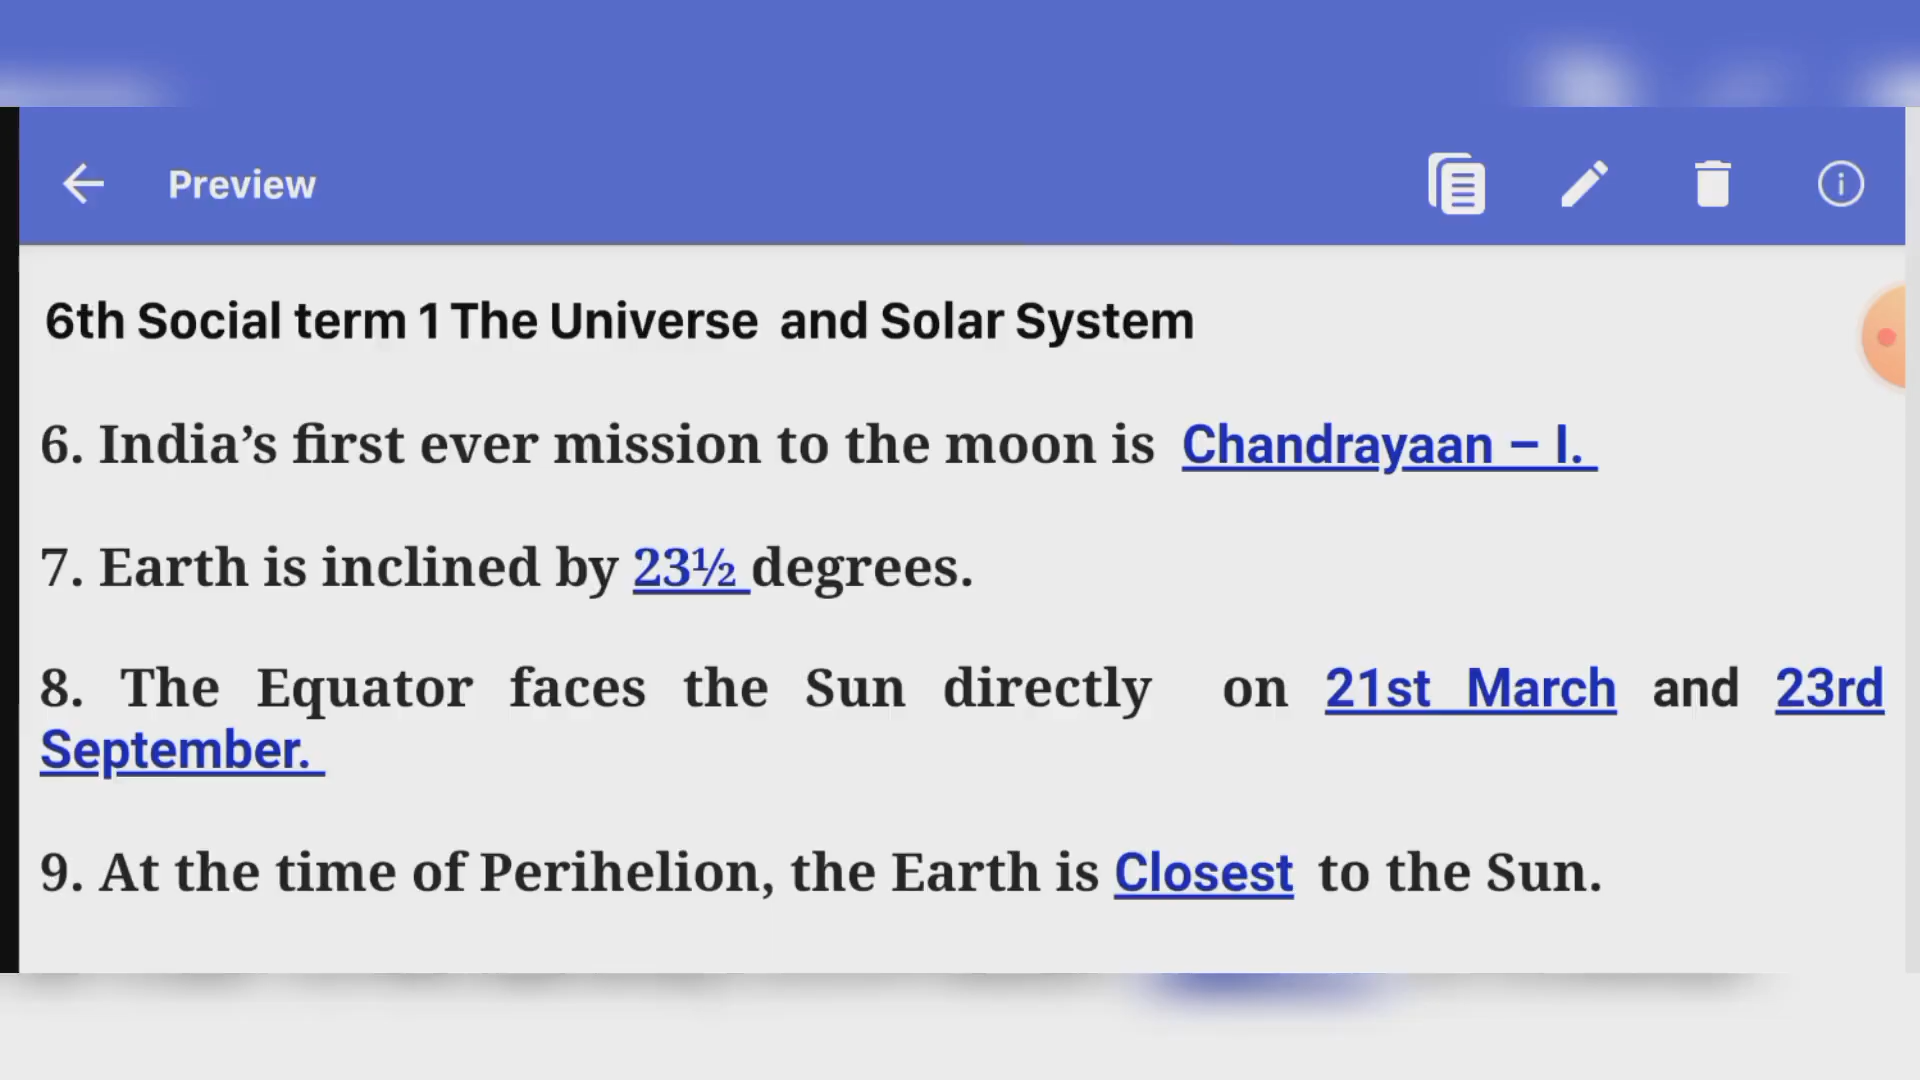 Preview
6th Social term 1 The Universe and Solar System
6. India’s first ever mission to the moon is Chandrayaan – I.
7. Earth is inclined by 23½ degrees.
8. The Equator faces the Sun directly on 21st March and 23rd
September.
9. At the time of Perihelion, the Earth is Closest to the Sun.